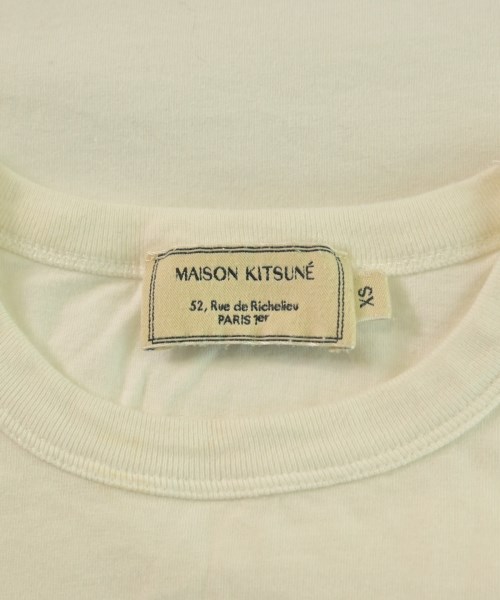 MAISON KITSUNÉ
52, Rue de Richelieu
PARIS 1er
XS